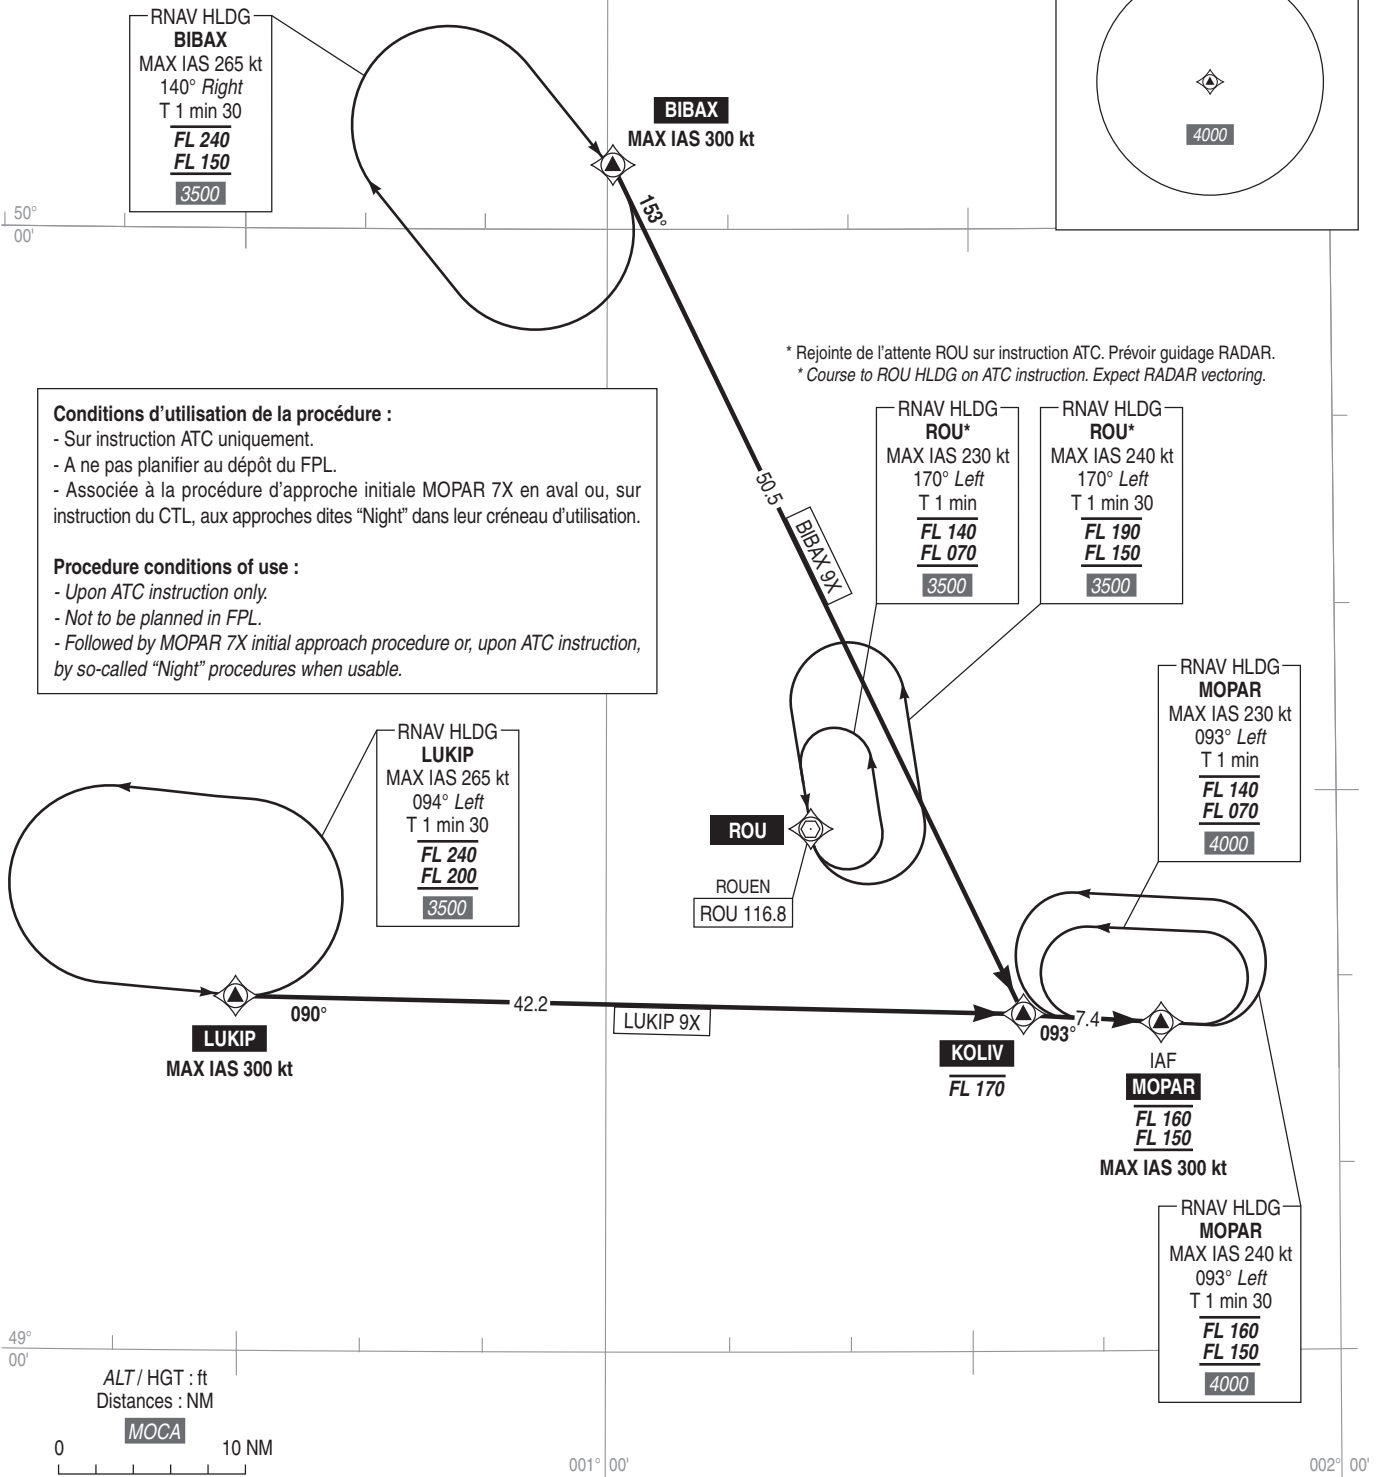 RNAV HLDG
BIBAX
MAX IAS 265 kt
140° Right
T 1 min 30
FL 240
FL 150
3500
BIBAX
MAX IAS 300 kt
4000
153°
50°
00'
* Rejointe de l'attente ROU sur instruction ATC. Prévoir guidage RADAR.
* Course to ROU HLDG on ATC instruction. Expect RADAR vectoring.
Conditions d'utilisation de la procédure :
- Sur instruction ATC uniquement.
- A ne pas planifier au dépôt du FPL.
- Associée à la procédure d'approche initiale MOPAR 7X en aval ou, sur
instruction du CTL, aux approches dites “Night” dans leur créneau d'utilisation.
Procedure conditions of use :
- Upon ATC instruction only.
- Not to be planned in FPL.
- Followed by MOPAR 7X initial approach procedure or, upon ATC instruction,
by so-called “Night” procedures when usable.
50.5
BIBAX 9X
RNAV HLDG
ROU*
MAX IAS 230 kt
170° Left
T 1 min
FL 140
FL 070
3500
RNAV HLDG
ROU*
MAX IAS 240 kt
170° Left
T 1 min 30
FL 190
FL 150
3500
RNAV HLDG
MOPAR
MAX IAS 230 kt
093° Left
T 1 min
FL 140
FL 070
4000
RNAV HLDG
LUKIP
MAX IAS 265 kt
094° Left
T 1 min 30
FL 240
FL 200
3500
ROU
ROUEN
ROU 116.8
090°
42.2
LUKIP 9X
LUKIP
MAX IAS 300 kt
093°
7.4
KOLIV
FL 170
IAF
MOPAR
FL 160
FL 150
MAX IAS 300 kt
RNAV HLDG
MOPAR
MAX IAS 240 kt
093° Left
T 1 min 30
FL 160
FL 150
4000
49°
00'
ALT / HGT : ft
Distances : NM
MOCA
0 10 NM
001° 00'
002° 00'